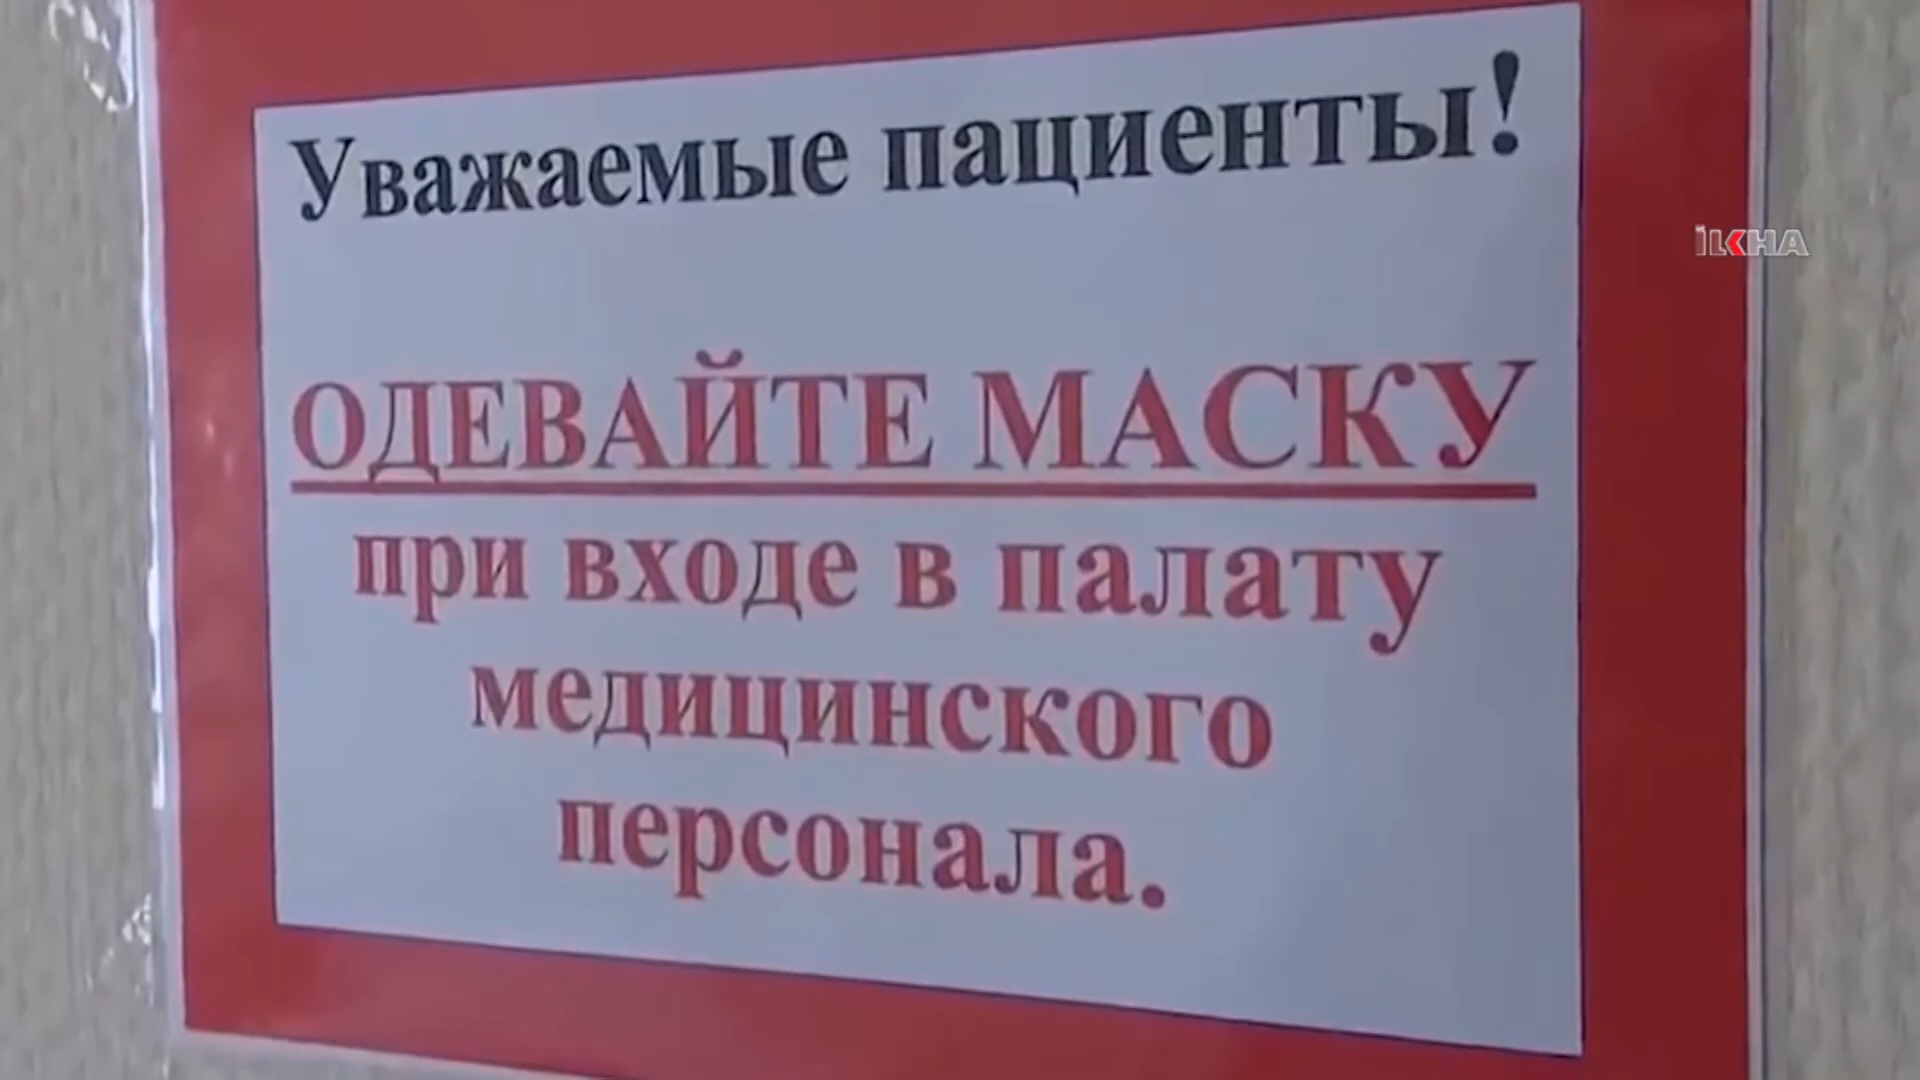 Уважаемые пациенты!
İLKHA
ОДЕВАЙТЕ МАСКУ
при входе в палату
медицинского
персонала.